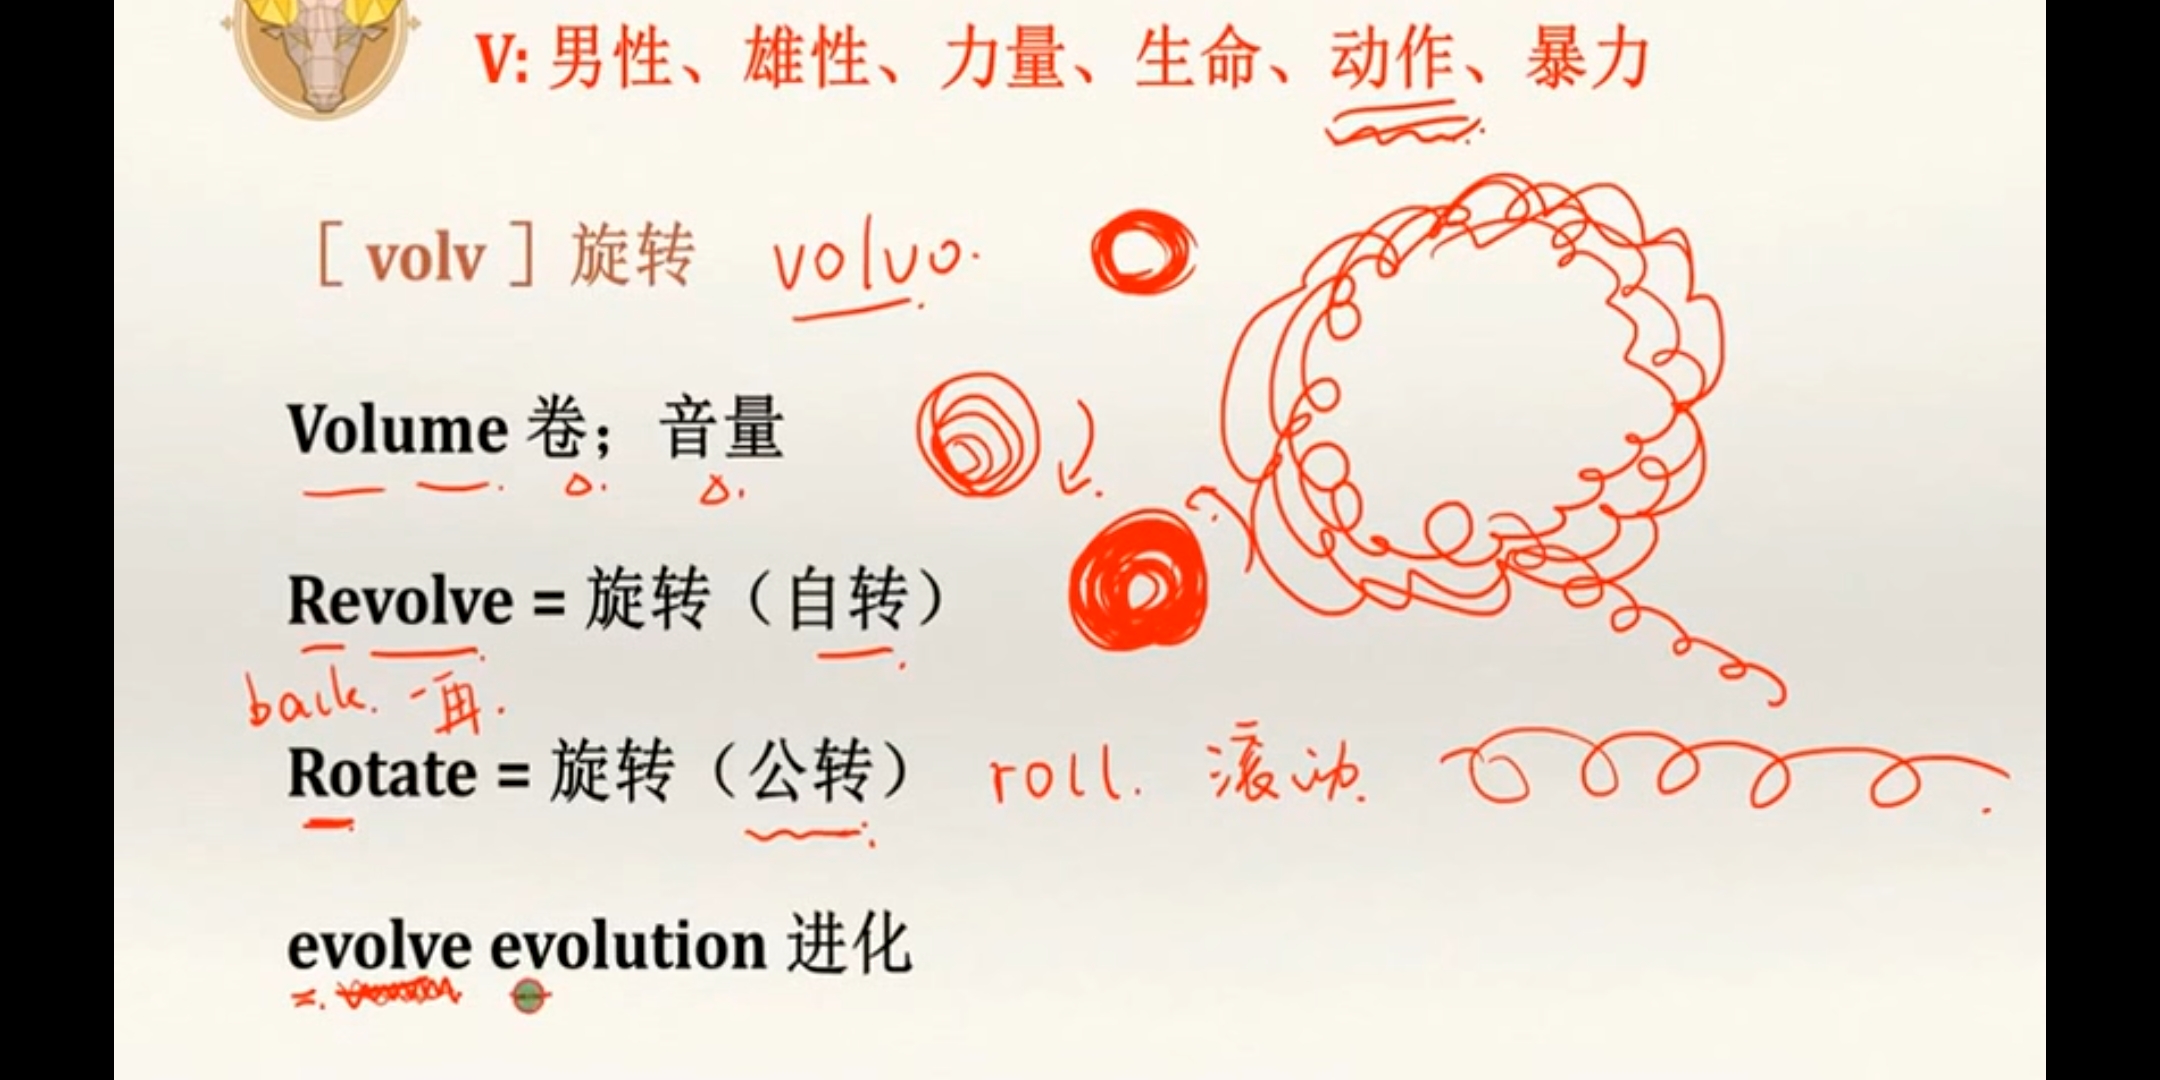 V: 男性、雄性、力量、生命、动作、暴力
［ volv ］旋转 volvo.
Volume 卷；音量
Revolve = 旋转（自转）
back. 再.
Rotate = 旋转（公转） roll. 滚动.
evolve evolution 进化